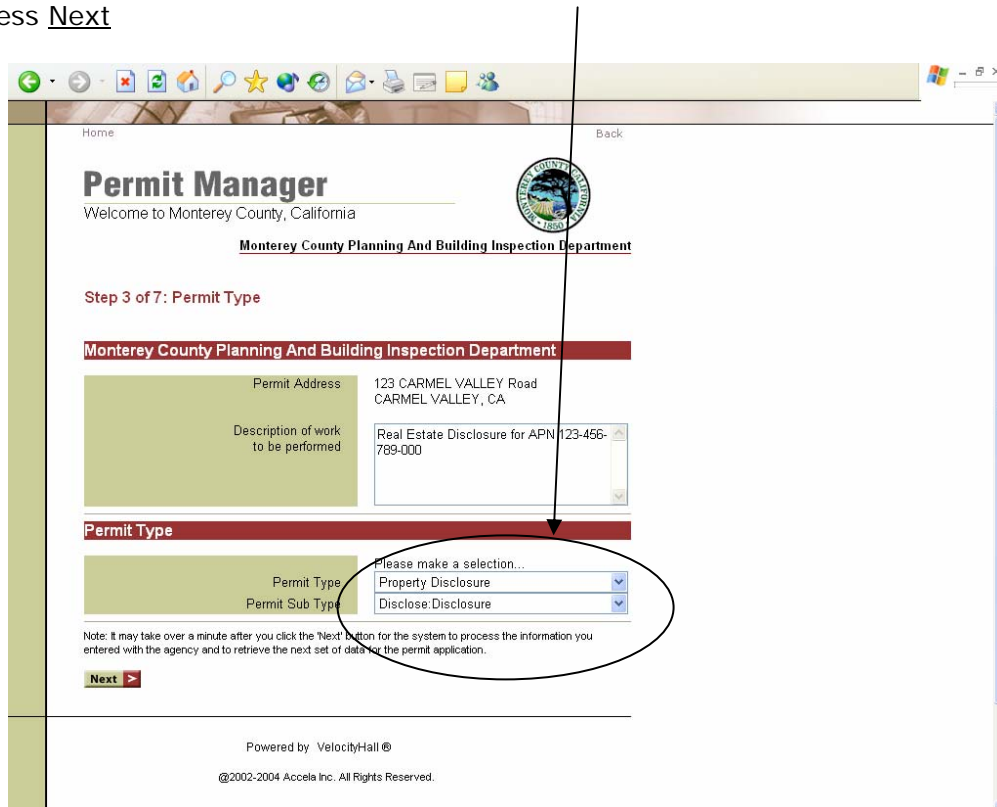 ess Next
Home Back
Permit Manager
Welcome to Monterey County, California
COUNTY
MONTEREY CALIFORNIA
1850
Monterey County Planning And Building Inspection Department
Step 3 of 7: Permit Type
Monterey County Planning And Building Inspection Department
Permit Address 123 CARMEL VALLEY Road
CARMEL VALLEY, CA
Description of work Real Estate Disclosure for APN 123-456-
to be performed 789-000
Permit Type
Please make a selection...
Permit Type Property Disclosure
Permit Sub Type Disclose:Disclosure
Note: It may take over a minute after you click the 'Next' button for the system to process the information you
entered with the agency and to retrieve the next set of data for the permit application.
Next >
Powered by VelocityHall ®
@2002-2004 Accela Inc. All Rights Reserved.